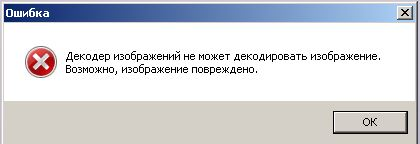 Ошибка
Декодер изображений не может декодировать изображение.
Возможно, изображение повреждено.
OK